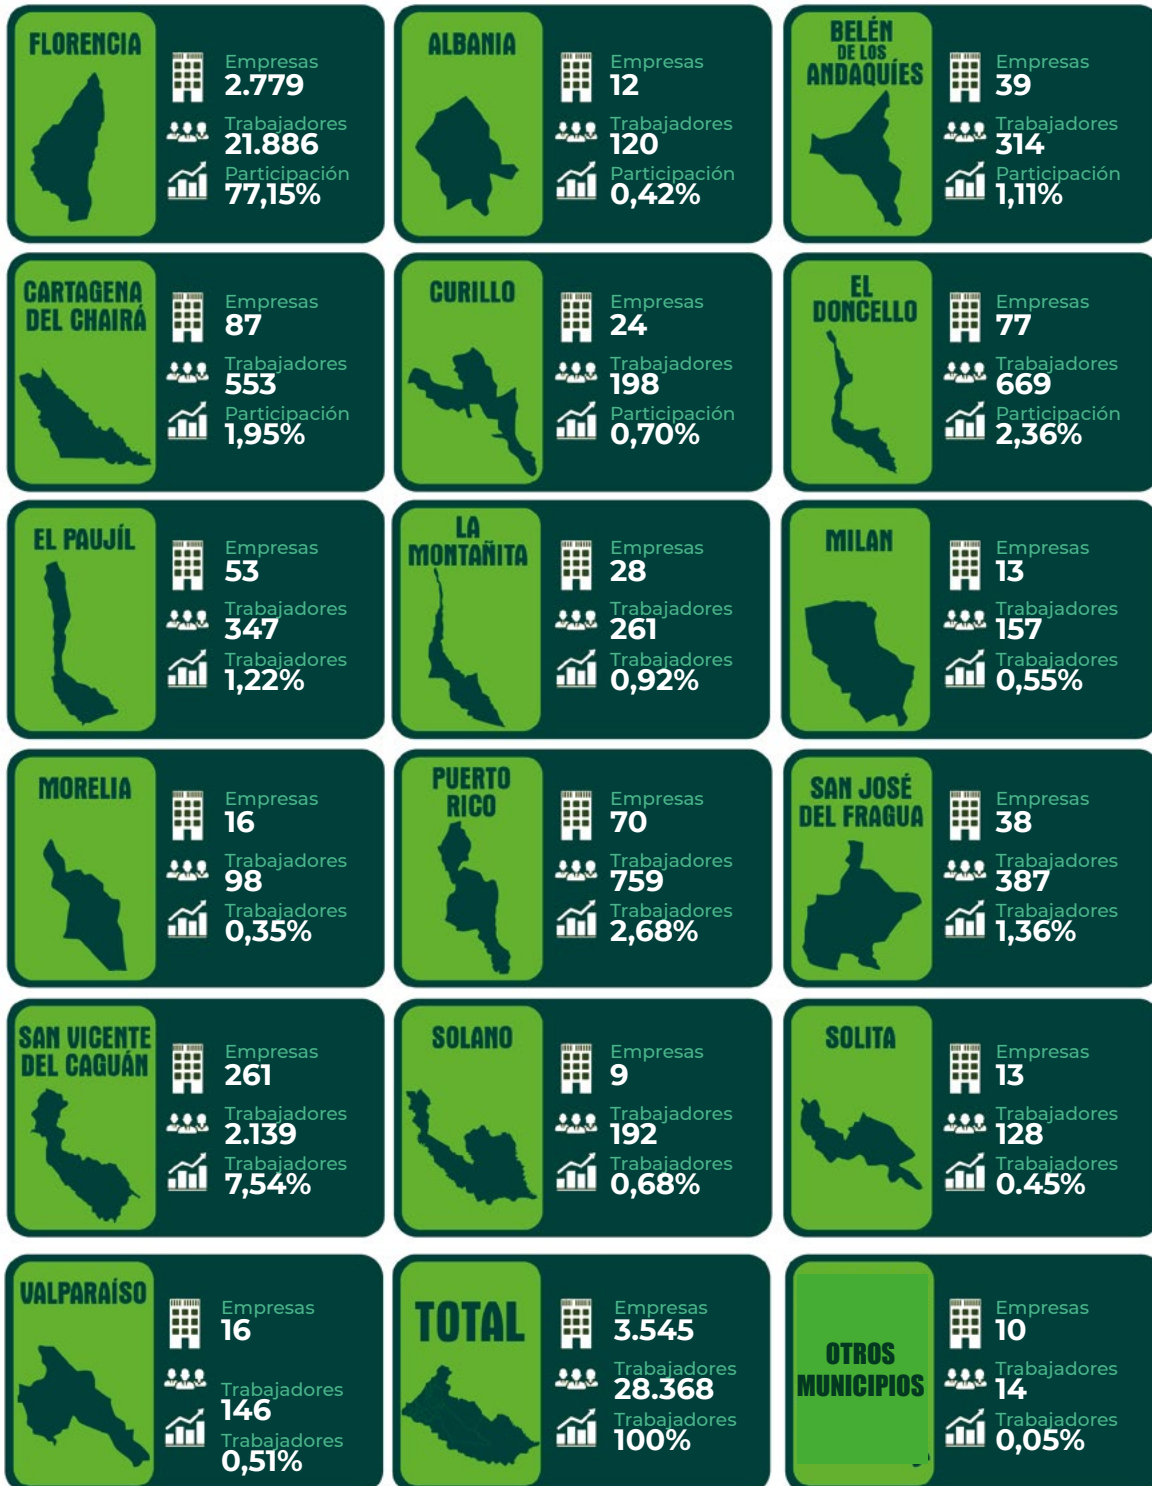 FLORENCIA
Empresas
2.779
Trabajadores
21.886
Participación
77,15%
ALBANIA
Empresas
12
Trabajadores
120
Participación
0,42%
BELÉN
DE LOS
ANDAQUÍES
Empresas
39
Trabajadores
314
Participación
1,11%
CARTAGENA
DEL CHAIRÁ
Empresas
87
Trabajadores
553
Participación
1,95%
CURILLO
Empresas
24
Trabajadores
198
Participación
0,70%
EL
DONCELLO
Empresas
77
Trabajadores
669
Participación
2,36%
EL PAUJÍL
Empresas
53
Trabajadores
347
Trabajadores
1,22%
LA
MONTAÑITA
Empresas
28
Trabajadores
261
Trabajadores
0,92%
MILAN
Empresas
13
Trabajadores
157
Trabajadores
0,55%
MORELIA
Empresas
16
Trabajadores
98
Trabajadores
0,35%
PUERTO
RICO
Empresas
70
Trabajadores
759
Trabajadores
2,68%
SAN JOSÉ
DEL FRAGUA
Empresas
38
Trabajadores
387
Trabajadores
1,36%
SAN VICENTE
DEL CAGUÁN
Empresas
261
Trabajadores
2.139
Trabajadores
7,54%
SOLANO
Empresas
9
Trabajadores
192
Trabajadores
0,68%
SOLITA
Empresas
13
Trabajadores
128
Trabajadores
0.45%
VALPARAÍSO
Empresas
16
Trabajadores
146
Trabajadores
0,51%
TOTAL
Empresas
3.545
Trabajadores
28.368
Trabajadores
100%
OTROS
MUNICIPIOS
Empresas
10
Trabajadores
14
Trabajadores
0,05%